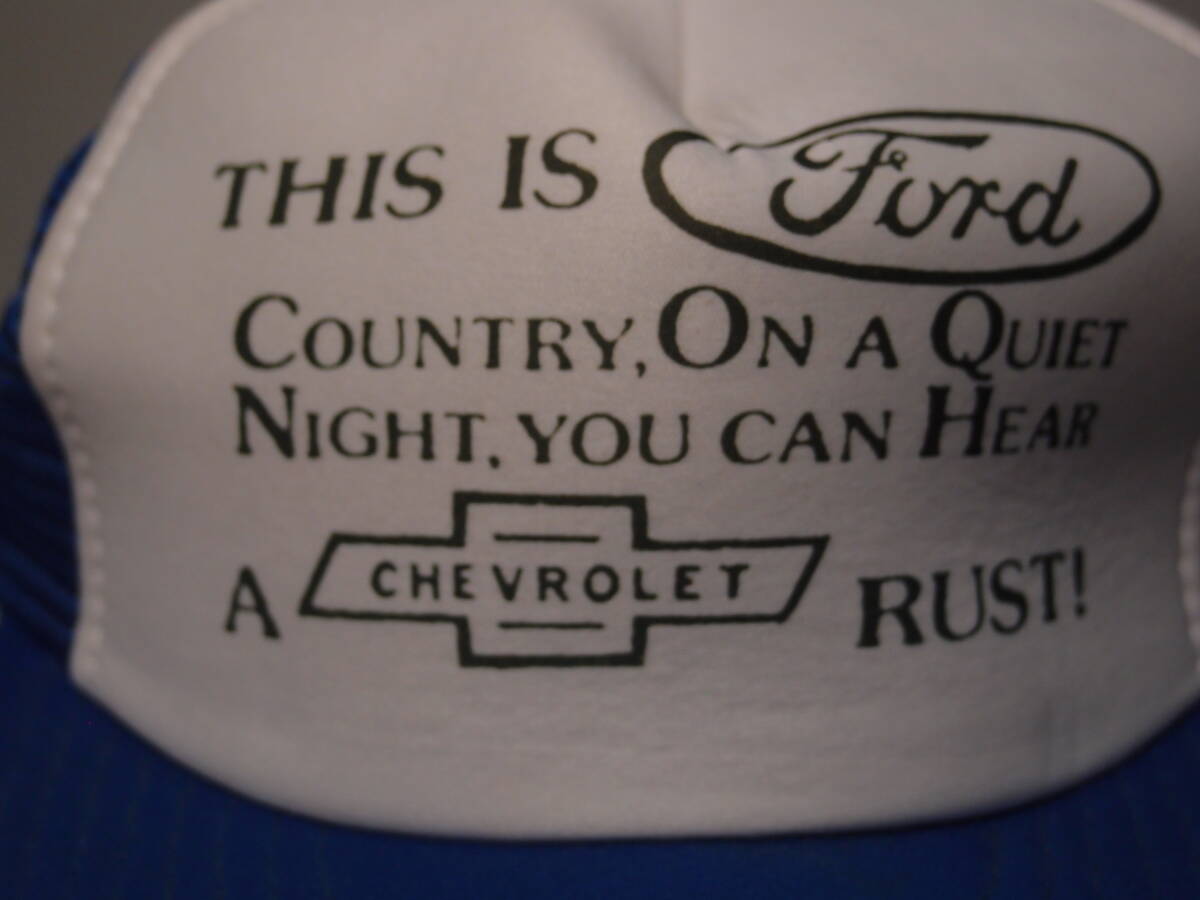 THIS IS Ford
COUNTRY, ON A QUIET
NIGHT, YOU CAN HEAR
A CHEVROLET RUST!